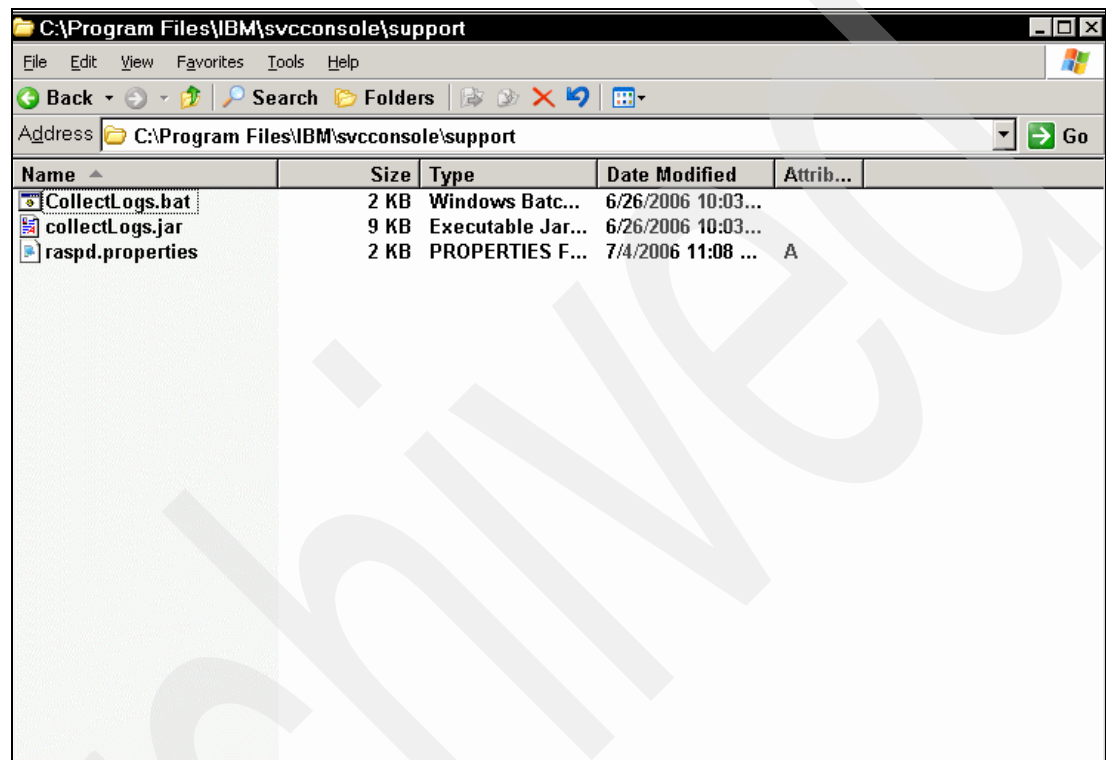 C:\Program Files\IBM\svcconsole\support
File Edit View Favorites Tools Help
Back Search Folders
Address C:\Program Files\IBM\svcconsole\support Go
Name Size Type Date Modified Attrib...
CollectLogs.bat 2 KB Windows Batc... 6/26/2006 10:03...
collectLogs.jar 9 KB Executable Jar... 6/26/2006 10:03...
raspd.properties 2 KB PROPERTIES F... 7/4/2006 11:08 ... A